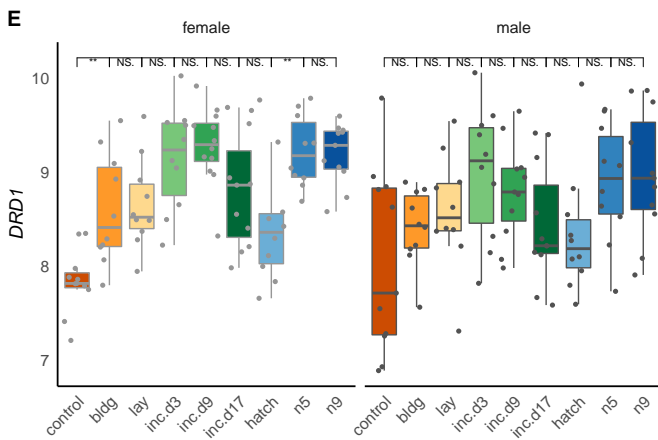 E
female
male
** NS. NS. NS. NS. NS. ** NS.
NS. NS. NS. NS. NS. NS. NS. NS.
DRD1
10
9
8
7
control bldg lay inc.d3 inc.d9 inc.d17 hatch n5 n9
control bldg lay inc.d3 inc.d9 inc.d17 hatch n5 n9